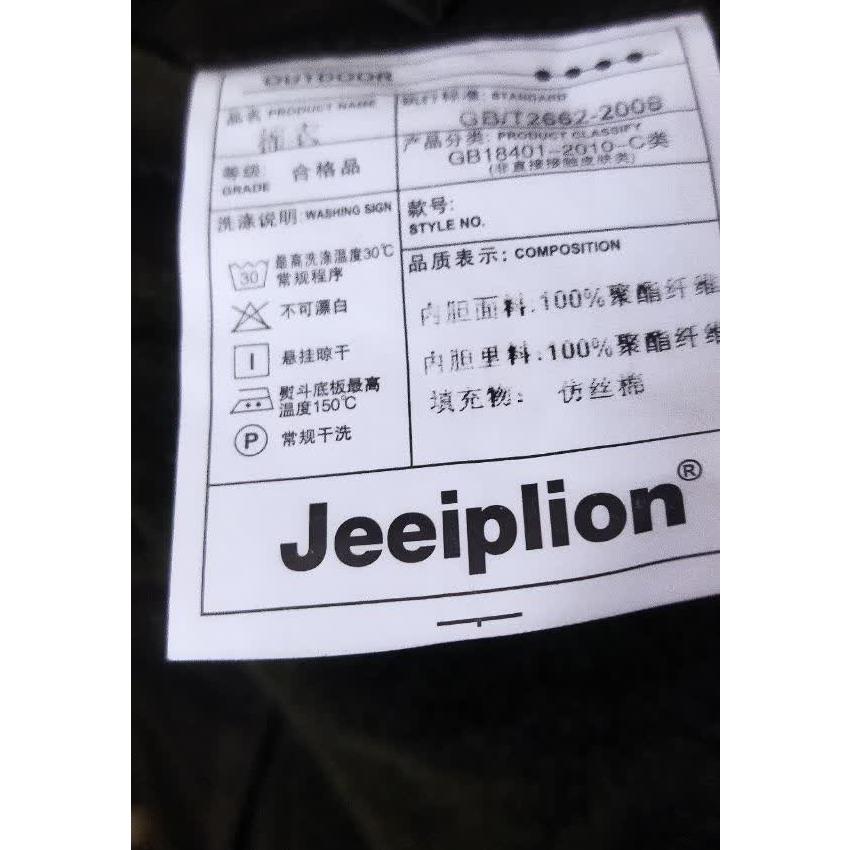 OUTDOOR
品名 PRODUCT NAME
棉衣
等级 合格品
GRADE
执行标准: STANDARD
GB/T2662-2008
产品分类: PRODUCT CLASSIFY
GB18401-2010-C类
(非直接接触皮肤类)
款号:
STYLE NO.
洗涤说明: WASHING SIGN
30
最高洗涤温度30℃
常规程序
不可漂白
悬挂晾干
熨斗底板最高
温度150℃
P
常规干洗
品质表示: COMPOSITION
内胆面料:100%聚酯纤维
内胆里料:100%聚酯纤维
填充物: 仿丝棉
Jeeiplion®